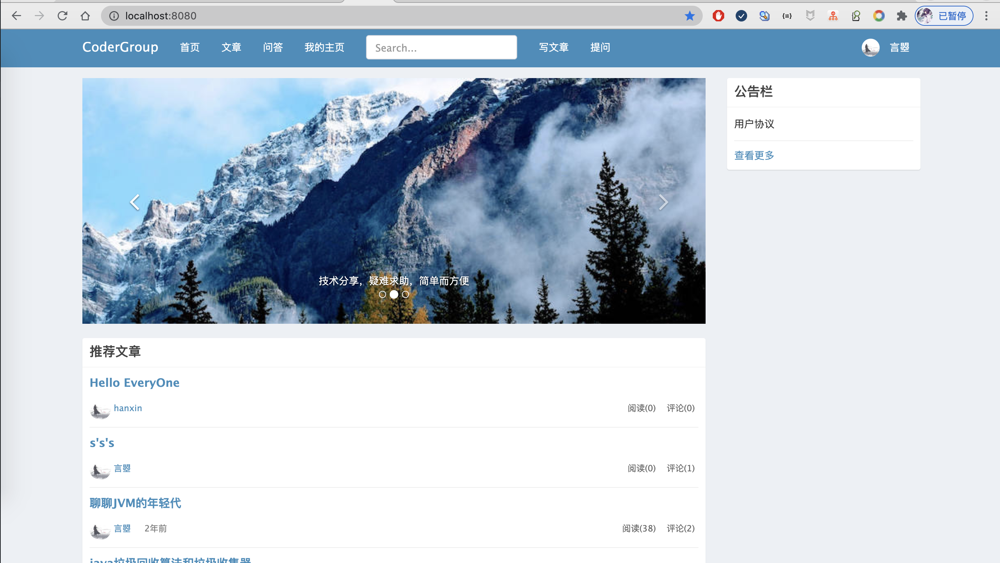 localhost:8080
已暂停
CoderGroup 首页 文章 问答 我的主页 Search... 写文章 提问 言曌
技术分享，疑难求助，简单而方便
公告栏
用户协议
查看更多
推荐文章
Hello EveryOne
hanxin 阅读(0) 评论(0)
s's's
言曌 阅读(0) 评论(1)
聊聊JVM的年轻代
言曌 2年前 阅读(38) 评论(2)
java垃圾回收算法和垃圾收集器